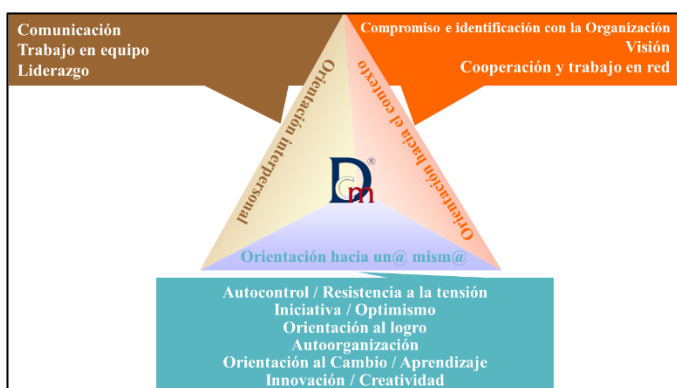 Comunicación
Trabajo en equipo
Liderazgo
Compromiso e identificación con la Organización
Visión
Cooperación y trabajo en red
Orientación interpersonal
Orientación hacia el contexto
DCm®
Orientación hacia un@ mism@
Autocontrol / Resistencia a la tensión
Iniciativa / Optimismo
Orientación al logro
Autoorganización
Orientación al Cambio / Aprendizaje
Innovación / Creatividad